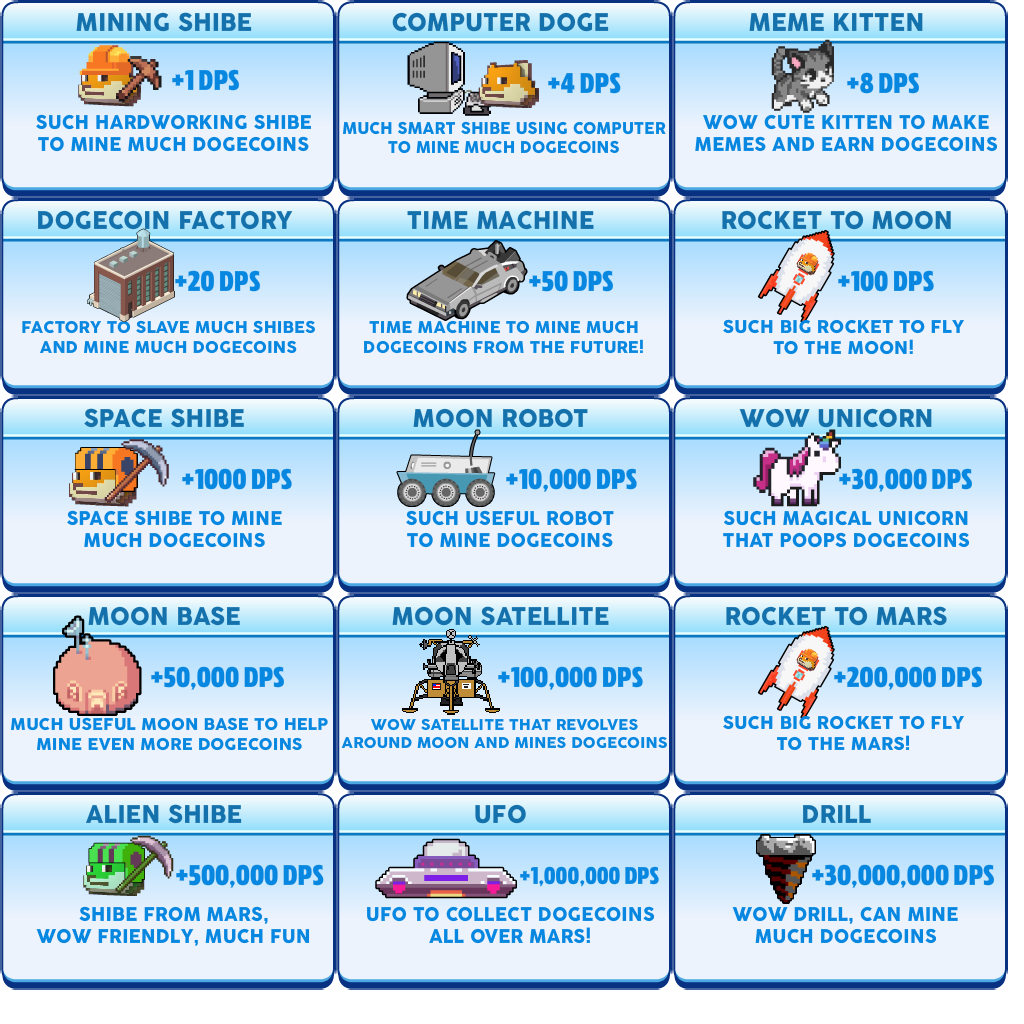 MINING SHIBE
+1 DPS
SUCH HARDWORKING SHIBE
TO MINE MUCH DOGECOINS
COMPUTER DOGE
+4 DPS
MUCH SMART SHIBE USING COMPUTER
TO MINE MUCH DOGECOINS
MEME KITTEN
+8 DPS
WOW CUTE KITTEN TO MAKE
MEMES AND EARN DOGECOINS
DOGECOIN FACTORY
+20 DPS
FACTORY TO SLAVE MUCH SHIBES
AND MINE MUCH DOGECOINS
TIME MACHINE
+50 DPS
TIME MACHINE TO MINE MUCH
DOGECOINS FROM THE FUTURE!
ROCKET TO MOON
+100 DPS
SUCH BIG ROCKET TO FLY
TO THE MOON!
SPACE SHIBE
+1000 DPS
SPACE SHIBE TO MINE
MUCH DOGECOINS
MOON ROBOT
+10,000 DPS
SUCH USEFUL ROBOT
TO MINE DOGECOINS
WOW UNICORN
+30,000 DPS
SUCH MAGICAL UNICORN
THAT POOPS DOGECOINS
MOON BASE
+50,000 DPS
MUCH USEFUL MOON BASE TO HELP
MINE EVEN MORE DOGECOINS
MOON SATELLITE
+100,000 DPS
WOW SATELLITE THAT REVOLVES
AROUND MOON AND MINES DOGECOINS
ROCKET TO MARS
+200,000 DPS
SUCH BIG ROCKET TO FLY
TO THE MARS!
ALIEN SHIBE
+500,000 DPS
SHIBE FROM MARS,
WOW FRIENDLY, MUCH FUN
UFO
+1,000,000 DPS
UFO TO COLLECT DOGECOINS
ALL OVER MARS!
DRILL
+30,000,000 DPS
WOW DRILL, CAN MINE
MUCH DOGECOINS